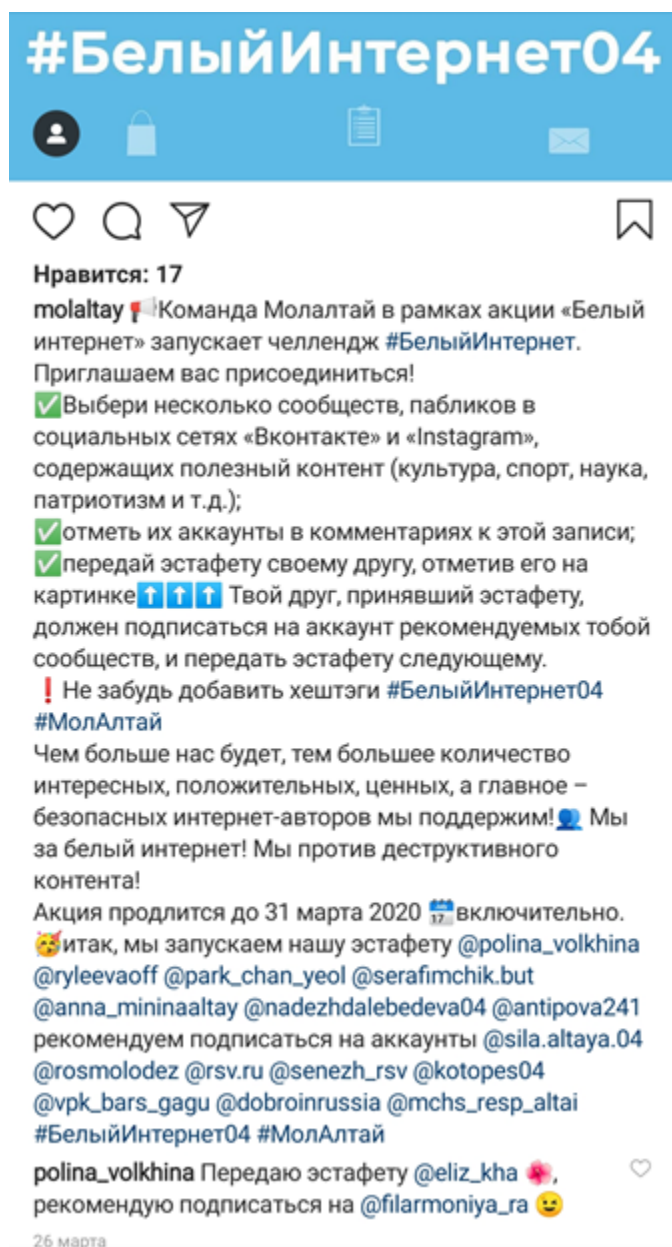 #БелыйИнтернет04
Нравится: 17
molaltay 📢Команда Молалтай в рамках акции «Белый
интернет» запускает челлендж #БелыйИнтернет.
Приглашаем вас присоединиться!
✅Выбери несколько сообществ, пабликов в
социальных сетях «Вконтакте» и «Instagram»,
содержащих полезный контент (культура, спорт, наука,
патриотизм и т.д.);
✅отметь их аккаунты в комментариях к этой записи;
✅передай эстафету своему другу, отметив его на
картинке⬆️⬆️⬆️ Твой друг, принявший эстафету,
должен подписаться на аккаунт рекомендуемых тобой
сообществ, и передать эстафету следующему.
❗Не забудь добавить хештэги #БелыйИнтернет04
#МолАлтай
Чем больше нас будет, тем большее количество
интересных, положительных, ценных, а главное –
безопасных интернет-авторов мы поддержим!👥 Мы
за белый интернет! Мы против деструктивного
контента!
Акция продлится до 31 марта 2020 📅включительно.
🥳итак, мы запускаем нашу эстафету @polina_volkhina
@ryleevaoff @park_chan_yeol @serafimchik.but
@anna_mininaaltay @nadezhdalebedeva04 @antipova241
рекомендуем подписаться на аккаунты @sila.altaya.04
@rosmolodez @rsv.ru @senezh_rsv @kotopes04
@vpk_bars_gagu @dobroinrussia @mchs_resp_altai
#БелыйИнтернет04 #МолАлтай
polina_volkhina Передаю эстафету @eliz_kha 🌺,
рекомендую подписаться на @filarmoniya_ra 😉
26 марта